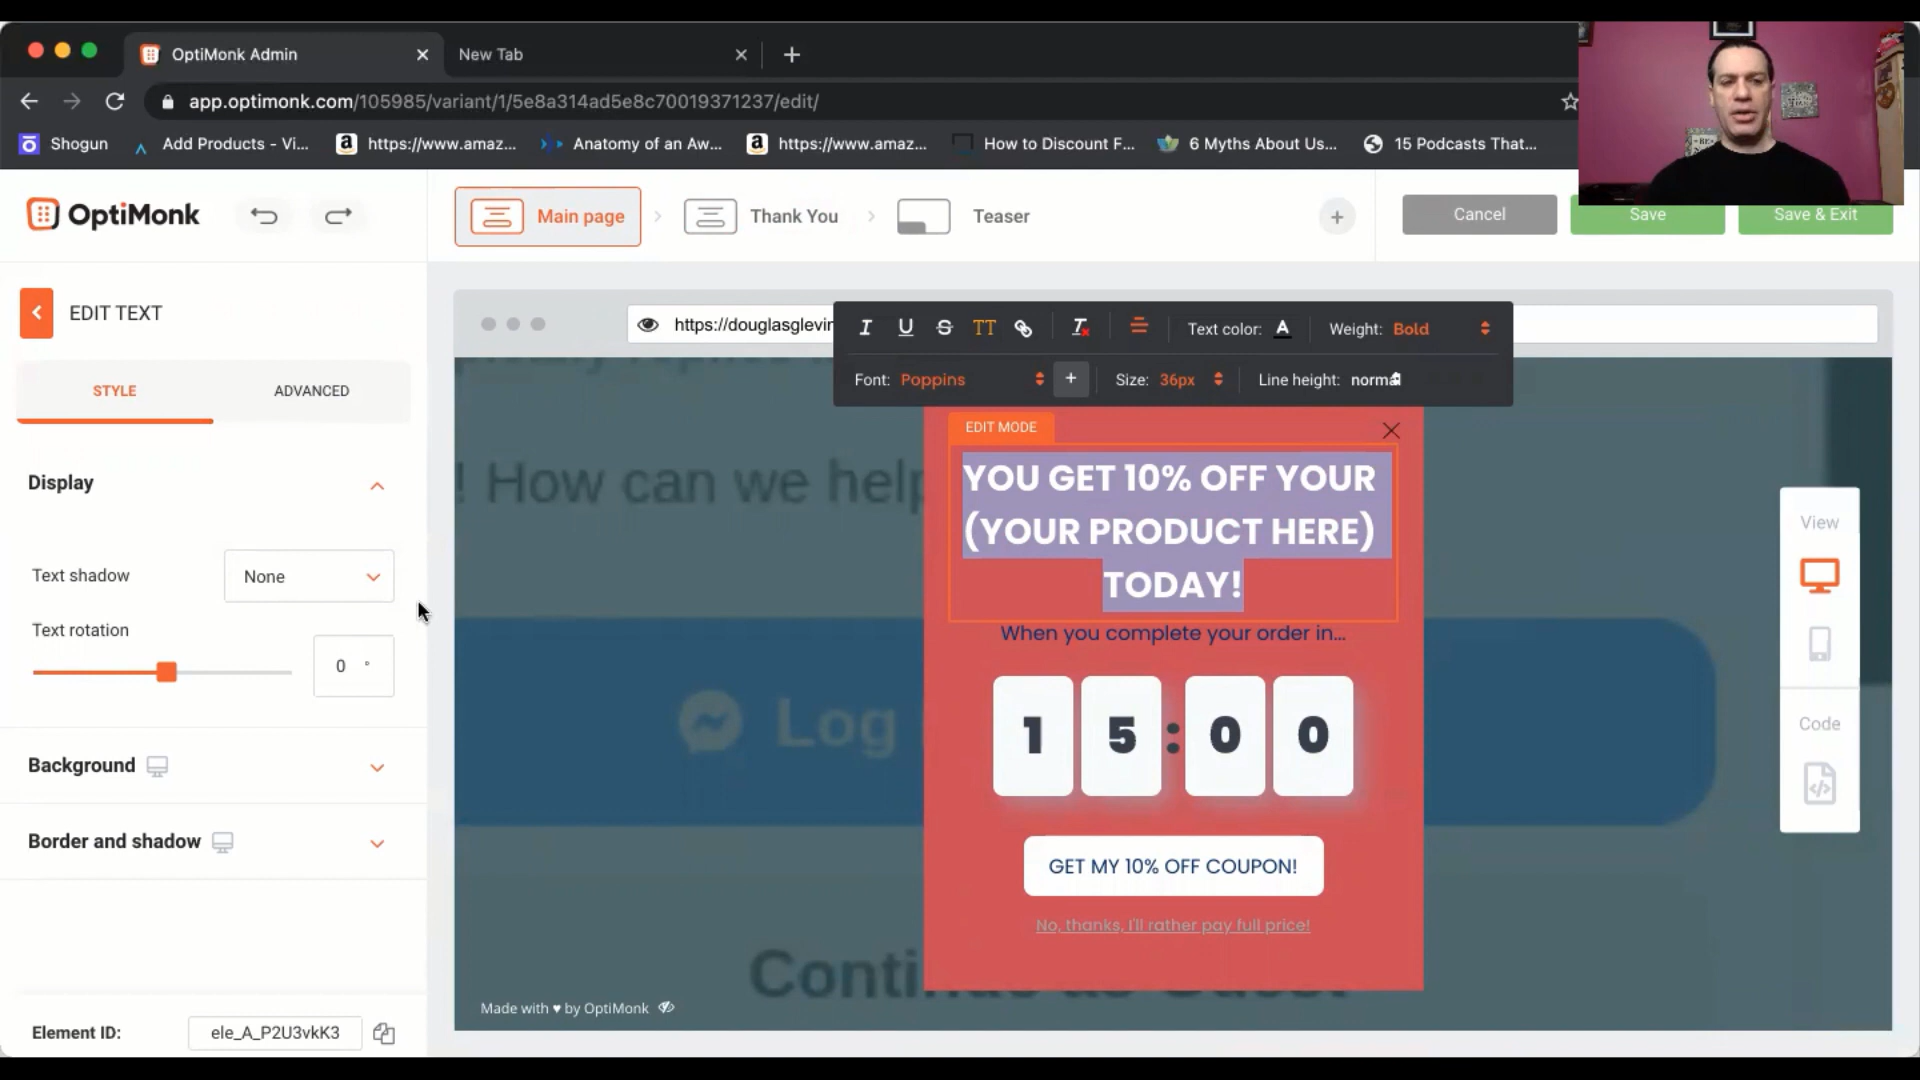 OptiMonk Admin
New Tab
app.optimonk.com/105985/variant/1/5e8a314ad5e8c70019371237/edit/
Shogun
Add Products - Vi...
https://www.amaz...
Anatomy of an Aw...
https://www.amaz...
How to Discount F...
6 Myths About Us...
15 Podcasts That...
OptiMonk
Main page
Thank You
Teaser
Cancel
Save
Save & Exit
EDIT TEXT
STYLE
ADVANCED
Display
Text shadow
None
Text rotation
0 °
Background
Border and shadow
Element ID:
ele_A_P2U3vkK3
https://douglasglevin
Text color: A
Weight: Bold
Font: Poppins
Size: 36px
Line height: normal
EDIT MODE
YOU GET 10% OFF YOUR
(YOUR PRODUCT HERE)
TODAY!
When you complete your order in...
15:00
GET MY 10% OFF COUPON!
No, thanks, I'll rather pay full price!
! How can we help
Log
Made with ♥ by OptiMonk
View
Code